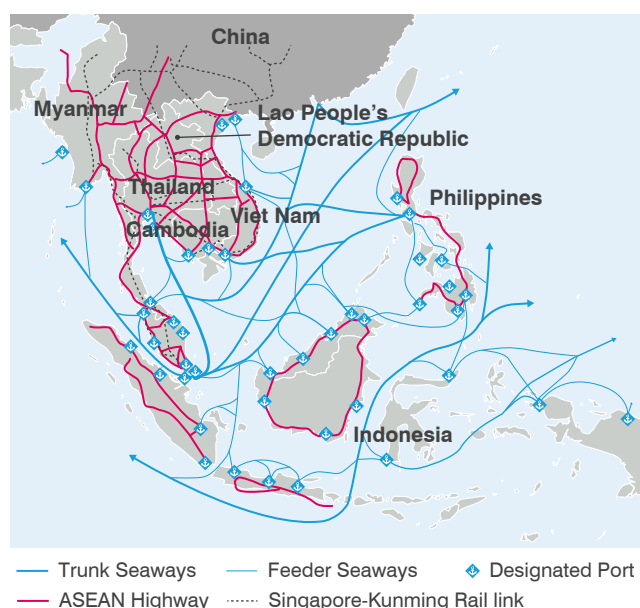 China
Myanmar
Lao People's
Democratic Republic
Thailand
Philippines
Viet Nam
Cambodia
Indonesia
Trunk Seaways
Feeder Seaways
Designated Port
ASEAN Highway
Singapore-Kunming Rail link